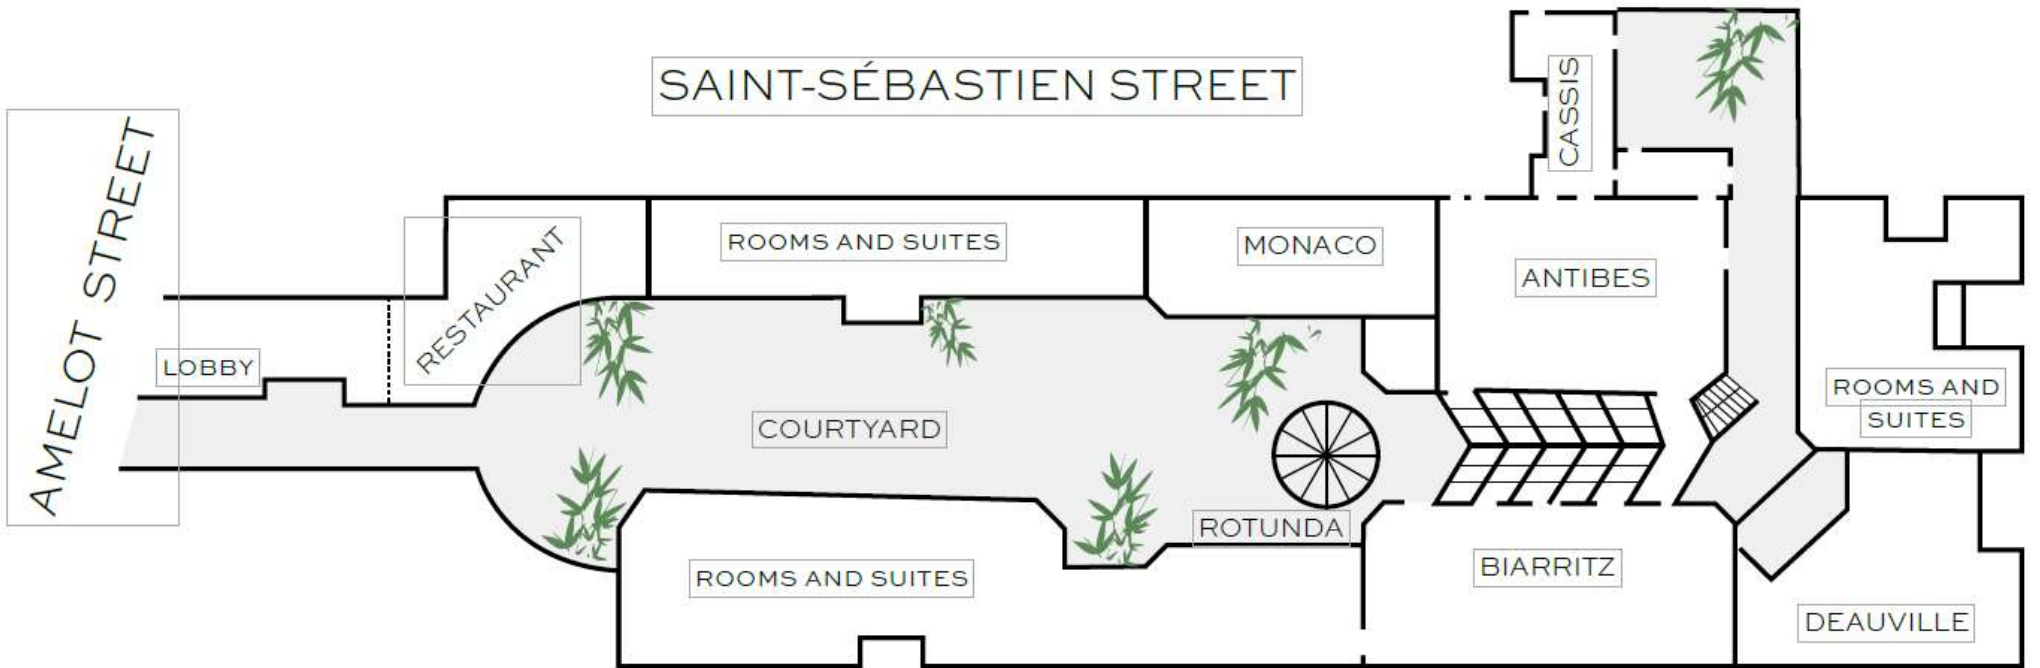 SAINT-SÉBASTIEN STREET
CASSIS
AMELOT STREET
RESTAURANT
ROOMS AND SUITES
MONACO
ANTIBES
LOBBY
ROOMS AND
SUITES
COURTYARD
ROTUNDA
BIARRITZ
ROOMS AND SUITES
DEAUVILLE